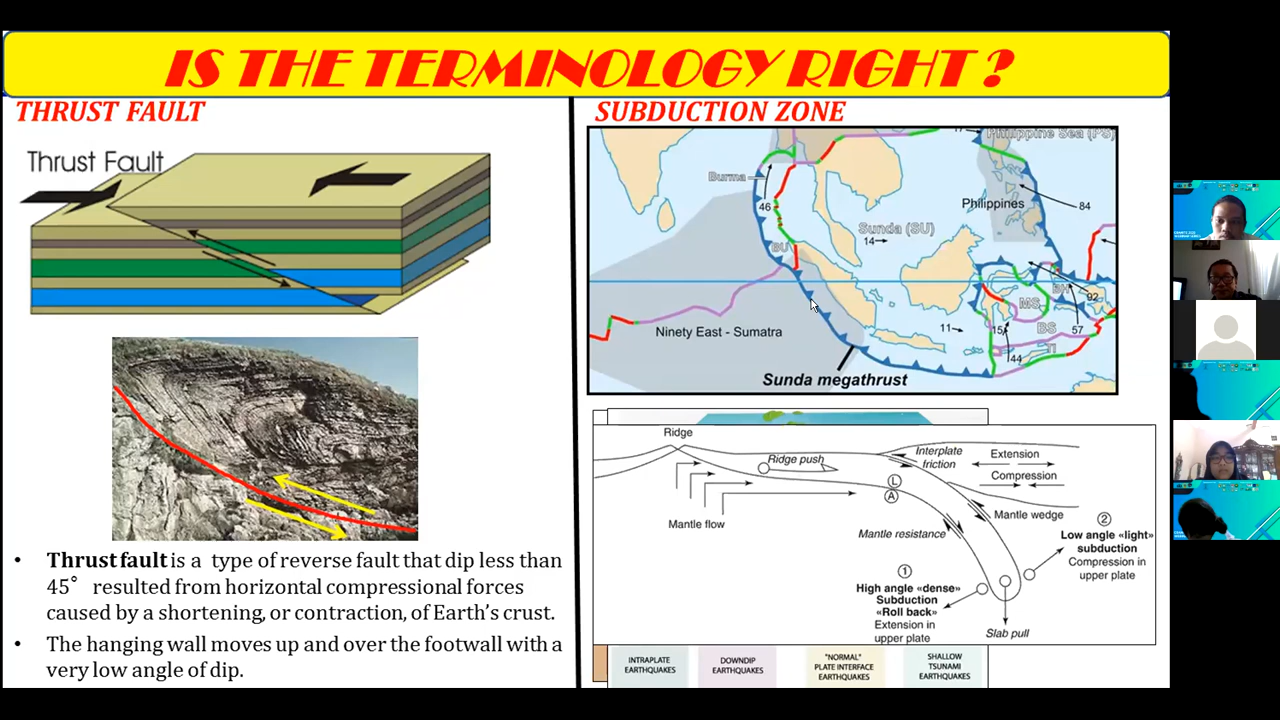 IS THE TERMINOLOGY RIGHT ?
THRUST FAULT
Thrust Fault
• Thrust fault is a type of reverse fault that dip less than
45° resulted from horizontal compressional forces
caused by a shortening, or contraction, of Earth's crust.
• The hanging wall moves up and over the footwall with a
very low angle of dip.
SUBDUCTION ZONE
Philippine Sea (PS)
Burma
46
Philippines
84
Sunda (SU)
14
BU
BH
92
MS
Ninety East - Sumatra
11
15
BS
57
TI
44
Sunda megathrust
Ridge
Ridge push
Interplate
friction
Extension
Compression
L
A
Mantle flow
Mantle wedge
Mantle resistance
2
Low angle «light»
subduction
Compression in
upper plate
1
High angle «dense»
Subduction
«Roll back»
Extension in
upper plate
Slab pull
INTRAPLATE
EARTHQUAKES
DOWNDIP
EARTHQUAKES
"NORMAL"
PLATE INTERFACE
EARTHQUAKES
SHALLOW
TSUNAMI
EARTHQUAKES